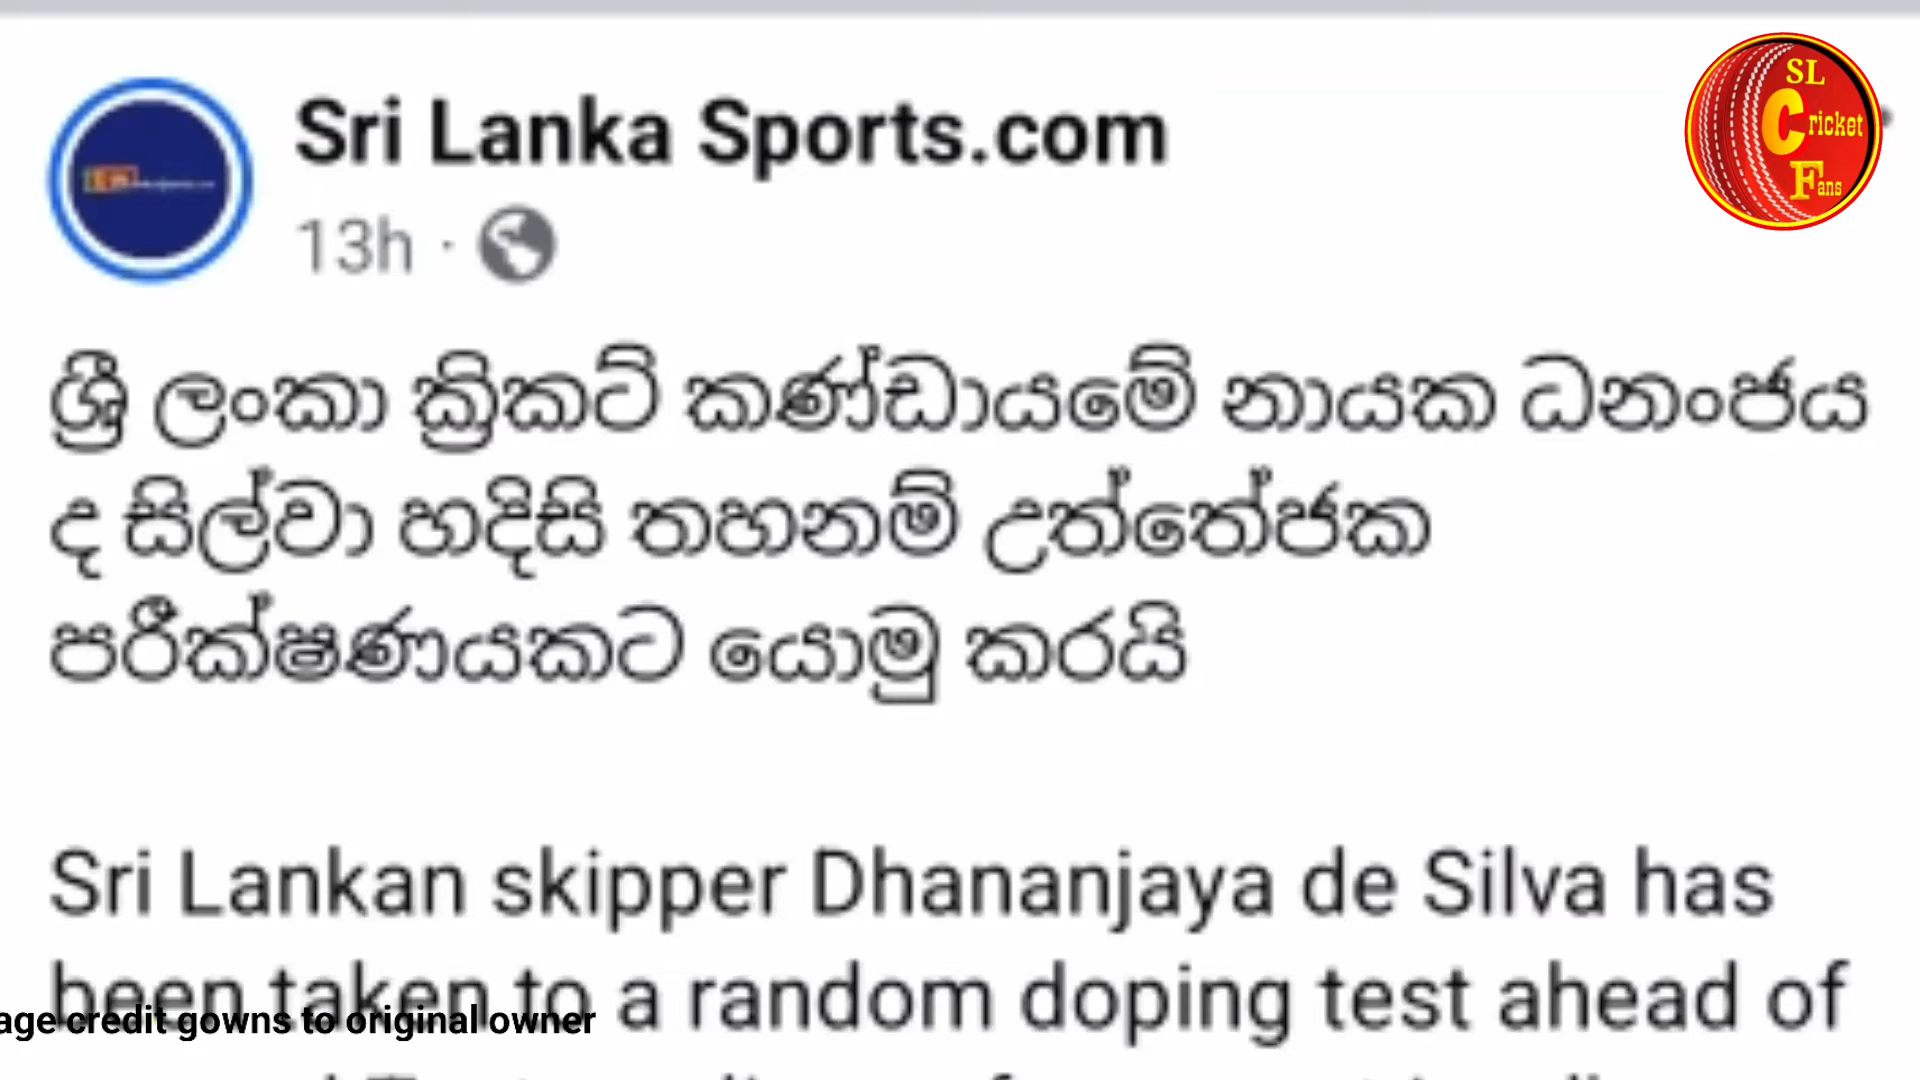 Sri Lanka Sports.com
SL
Cricket
Fans
13h ·
ශ්‍රී ලංකා ක්‍රිකට් කණ්ඩායමේ නායක ධනංජය
ද සිල්වා හදිසි තහනම් උත්තේජක
පරීක්ෂණයකට යොමු කරයි
Sri Lankan skipper Dhananjaya de Silva has
been taken to a random doping test ahead of
age credit gowns to original owner